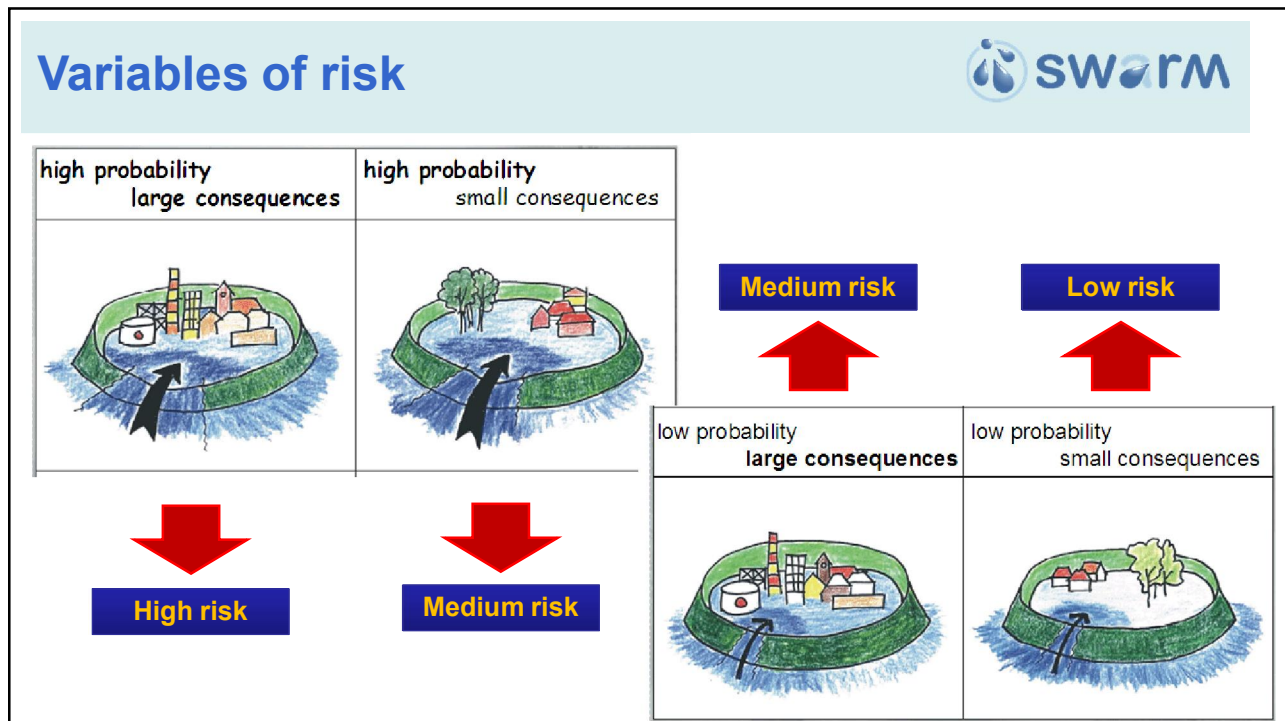 Variables of risk
swarm
high probability
large consequences
high probability
small consequences
High risk
Medium risk
Medium risk
Low risk
low probability
large consequences
low probability
small consequences